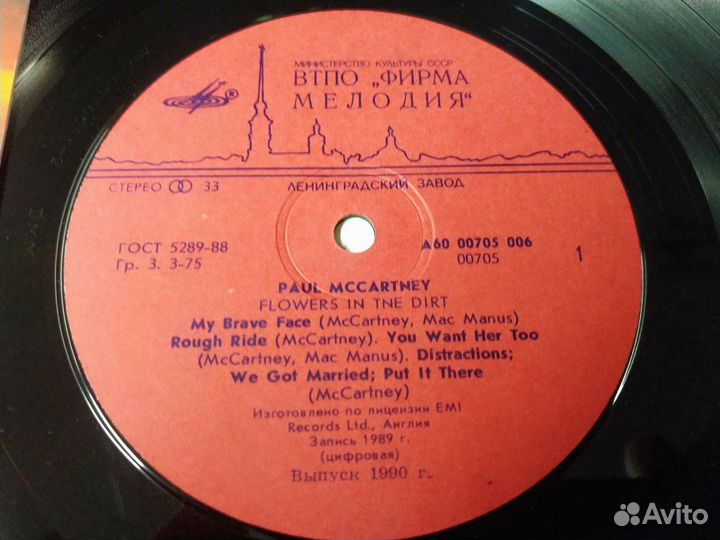 МИНИСТЕРСТВО КУЛЬТУРЫ СССР
ВТПО „ФИРМА
МЕЛОДИЯ"
®
СТЕРЕО 33
ЛЕНИНГРАДСКИЙ ЗАВОД
ГОСТ 5289-88
Гр. 3. 3-75
А60 00705 006
00705
1
PAUL MCCARTNEY
FLOWERS IN THE DIRT
My Brave Face (McCartney, Mac Manus)
Rough Ride (McCartney). You Want Her Too
(McCartney, Mac Manus). Distractions;
We Got Married; Put It There
(McCartney)
Изготовлено по лицензии EMI
Records Ltd., Англия
Запись 1989 г.
(цифровая)
Выпуск 1990 г.
Avito